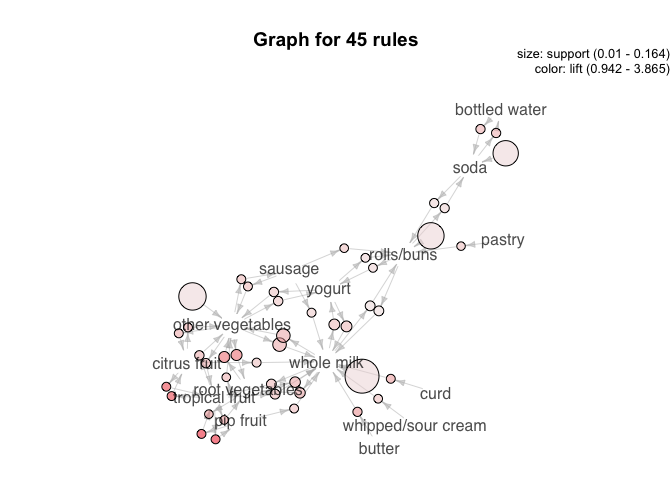 Graph for 45 rules
size: support (0.01 - 0.164)
color: lift (0.942 - 3.865)
bottled water
soda
pastry
rolls/buns
sausage
yogurt
other vegetables
citrus fruit
whole milk
root vegetables
tropical fruit
curd
pip fruit
whipped/sour cream
butter